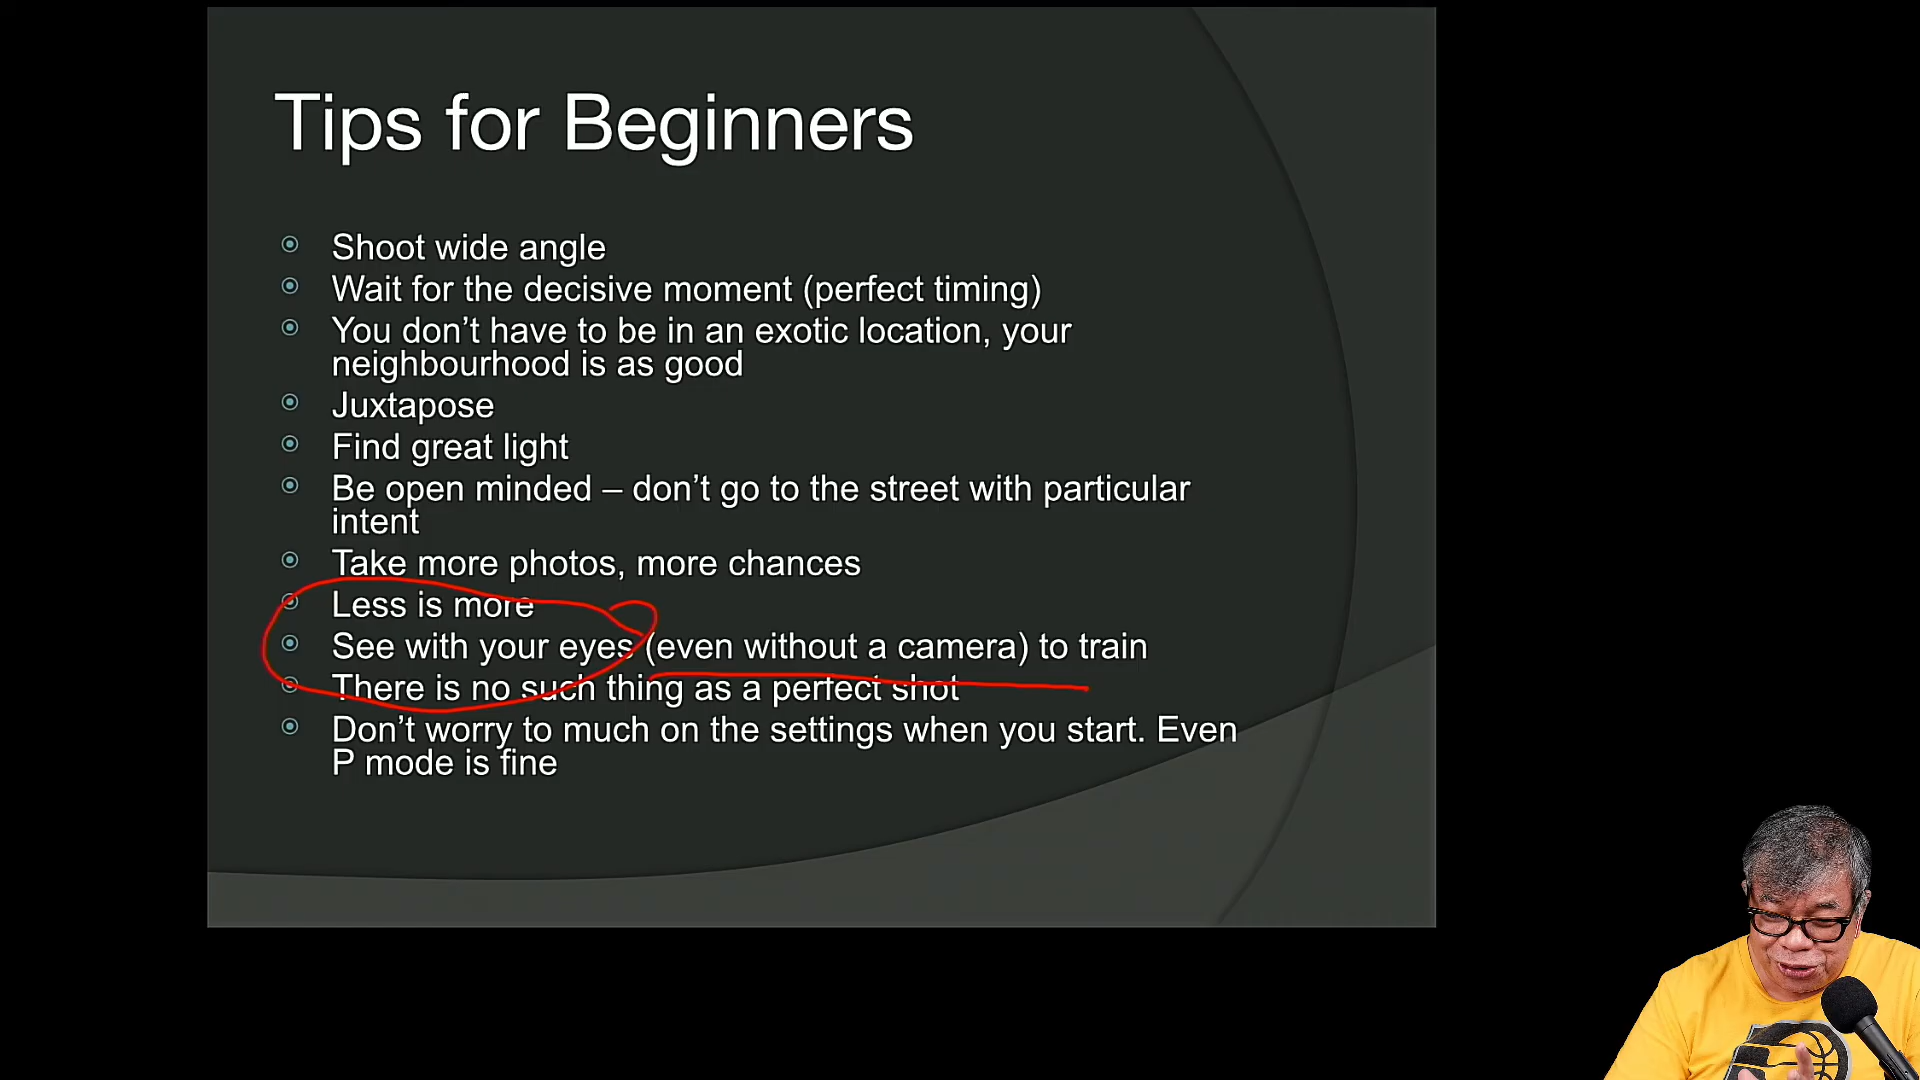 Tips for Beginners
Shoot wide angle
Wait for the decisive moment (perfect timing)
You don’t have to be in an exotic location, your
neighbourhood is as good
Juxtapose
Find great light
Be open minded – don’t go to the street with particular
intent
Take more photos, more chances
Less is more
See with your eyes (even without a camera) to train
There is no such thing as a perfect shot
Don’t worry to much on the settings when you start. Even
P mode is fine